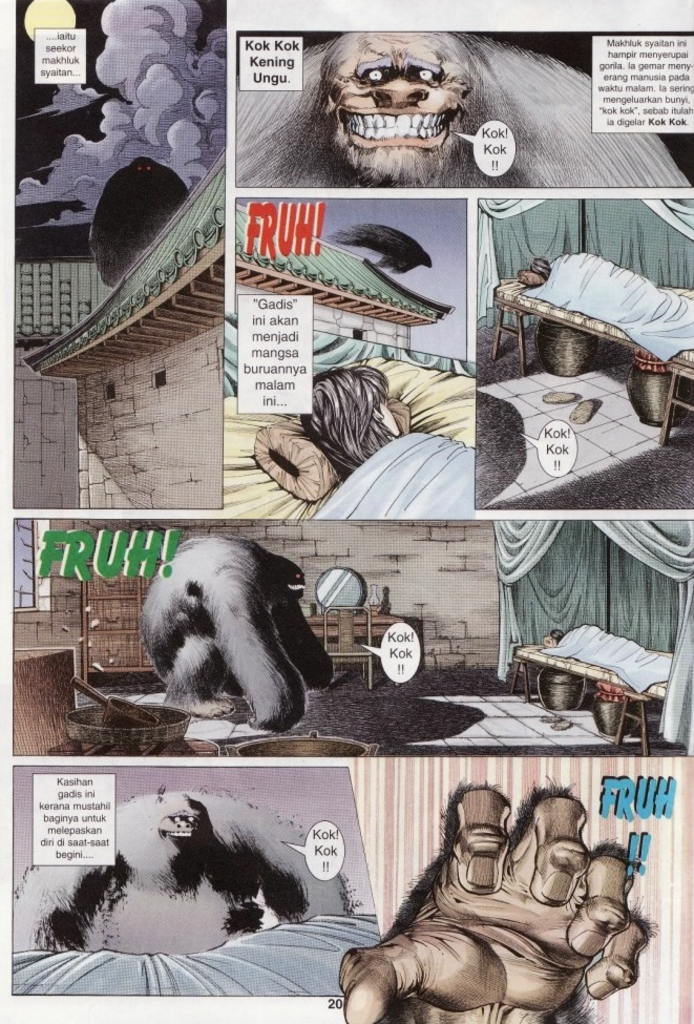 ....iaitu
seekor
makhluk
syaitan...
Kok Kok
Kening
Ungu.
Makhluk syaitan ini
hampir menyerupai
gorila. Ia gemar meny-
erang manusia pada
waktu malam. Ia sering
mengeluarkan bunyi,
"kok kok", sebab itulah
ia digelar Kok Kok.
Kok!
Kok
!!
FRUH!
"Gadis"
ini akan
menjadi
mangsa
buruannya
malam
ini...
Kok!
Kok
!!
FRUH!
Kok!
Kok
!!
Kasihan
gadis ini
kerana mustahil
baginya untuk
melepaskan
diri di saat-saat
begini....
Kok!
Kok
!!
FRUH
!!
20